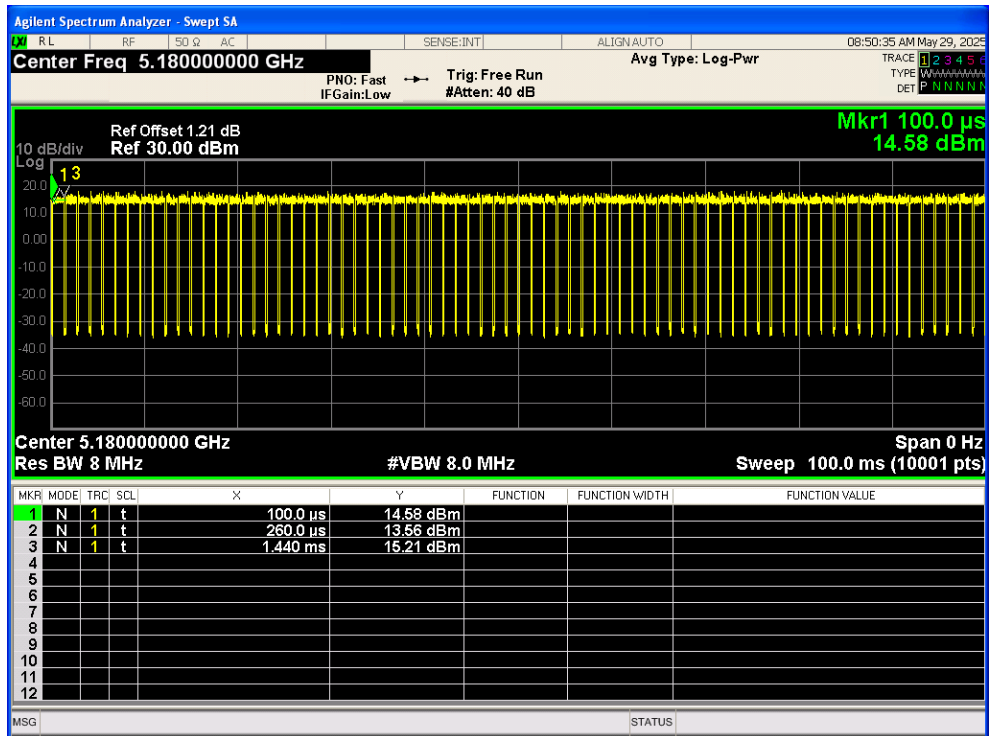 Agilent Spectrum Analyzer - Swept SA
LXI RL RF 50 Ω AC SENSE:INT ALIGNAUTO 08:50:35 AM May 29, 2025
Center Freq 5.180000000 GHz
PNO: Fast
IFGain:Low
Trig: Free Run
#Atten: 40 dB
Avg Type: Log-Pwr
TRACE 1 2 3 4 5 6
TYPE
DET P N N N N N
Mkr1 100.0 µs
14.58 dBm
Ref Offset 1.21 dB
10 dB/div Ref 30.00 dBm
Log
1 3
20.0
10.0
0.00
-10.0
-20.0
-30.0
-40.0
-50.0
-60.0
Center 5.180000000 GHz Span 0 Hz
Res BW 8 MHz #VBW 8.0 MHz Sweep 100.0 ms (10001 pts)
MKR MODE TRC SCL X Y FUNCTION FUNCTION WIDTH FUNCTION VALUE
1 N 1 t 100.0 µs 14.58 dBm
2 N 1 t 260.0 µs 13.56 dBm
3 N 1 t 1.440 ms 15.21 dBm
4
5
6
7
8
9
10
11
12
MSG STATUS